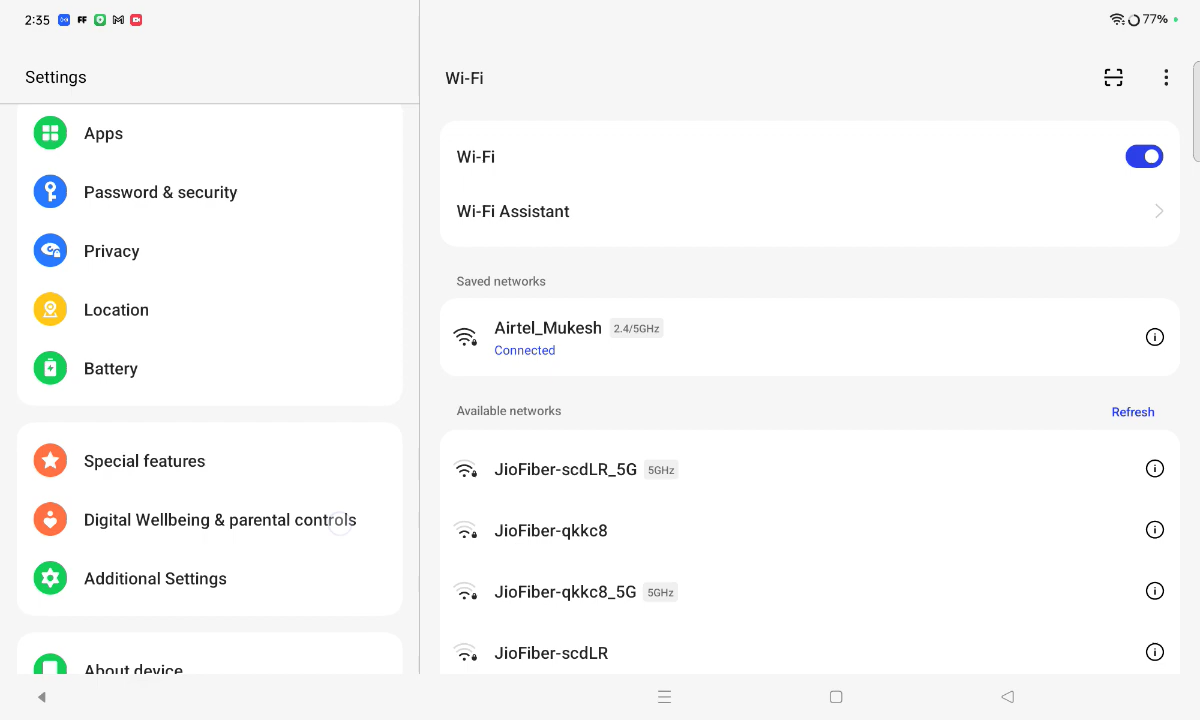 2:35
77%
Settings
Apps
Password & security
Privacy
Location
Battery
Special features
Digital Wellbeing & parental controls
Additional Settings
About device
Wi-Fi
Wi-Fi
Wi-Fi Assistant
Saved networks
Airtel_Mukesh 2.4/5GHz
Connected
Available networks
Refresh
JioFiber-scdLR_5G 5GHz
JioFiber-qkkc8
JioFiber-qkkc8_5G 5GHz
JioFiber-scdLR